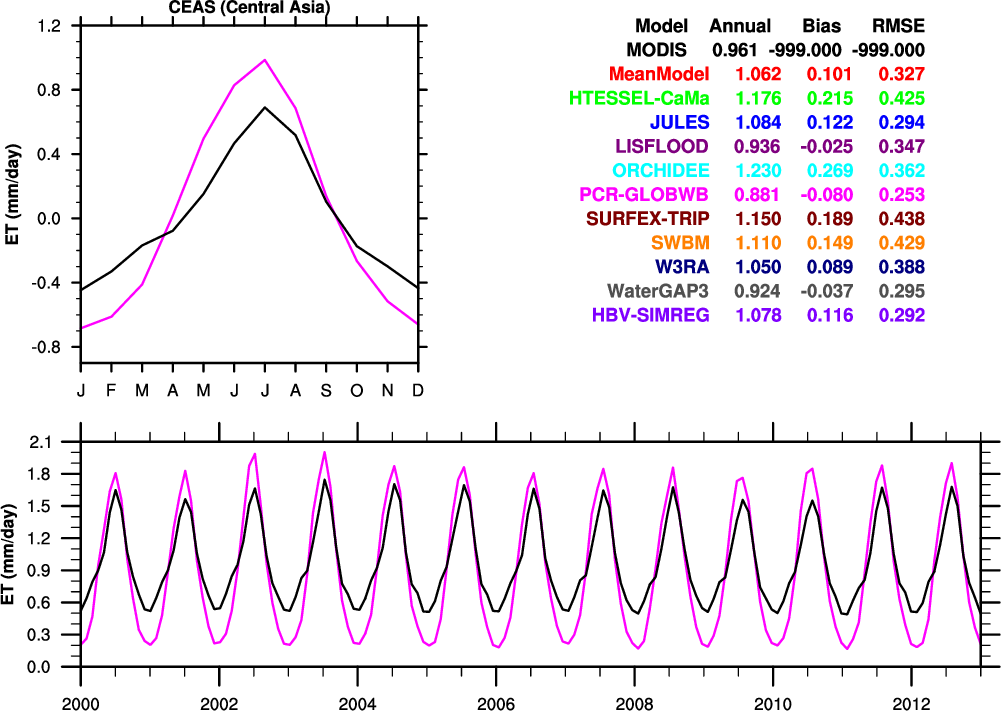 CEAS (Central Asia)
1.2
0.8
0.4
0.0
-0.4
-0.8
ET (mm/day)
J F M A M J J A S O N D
Model Annual Bias RMSE
MODIS 0.961 -999.000 -999.000
MeanModel 1.062 0.101 0.327
HTESSEL-CaMa 1.176 0.215 0.425
JULES 1.084 0.122 0.294
LISFLOOD 0.936 -0.025 0.347
ORCHIDEE 1.230 0.269 0.362
PCR-GLOBWB 0.881 -0.080 0.253
SURFEX-TRIP 1.150 0.189 0.438
SWBM 1.110 0.149 0.429
W3RA 1.050 0.089 0.388
WaterGAP3 0.924 -0.037 0.295
HBV-SIMREG 1.078 0.116 0.292
2.1
1.8
1.5
1.2
0.9
0.6
0.3
0.0
ET (mm/day)
2000 2002 2004 2006 2008 2010 2012